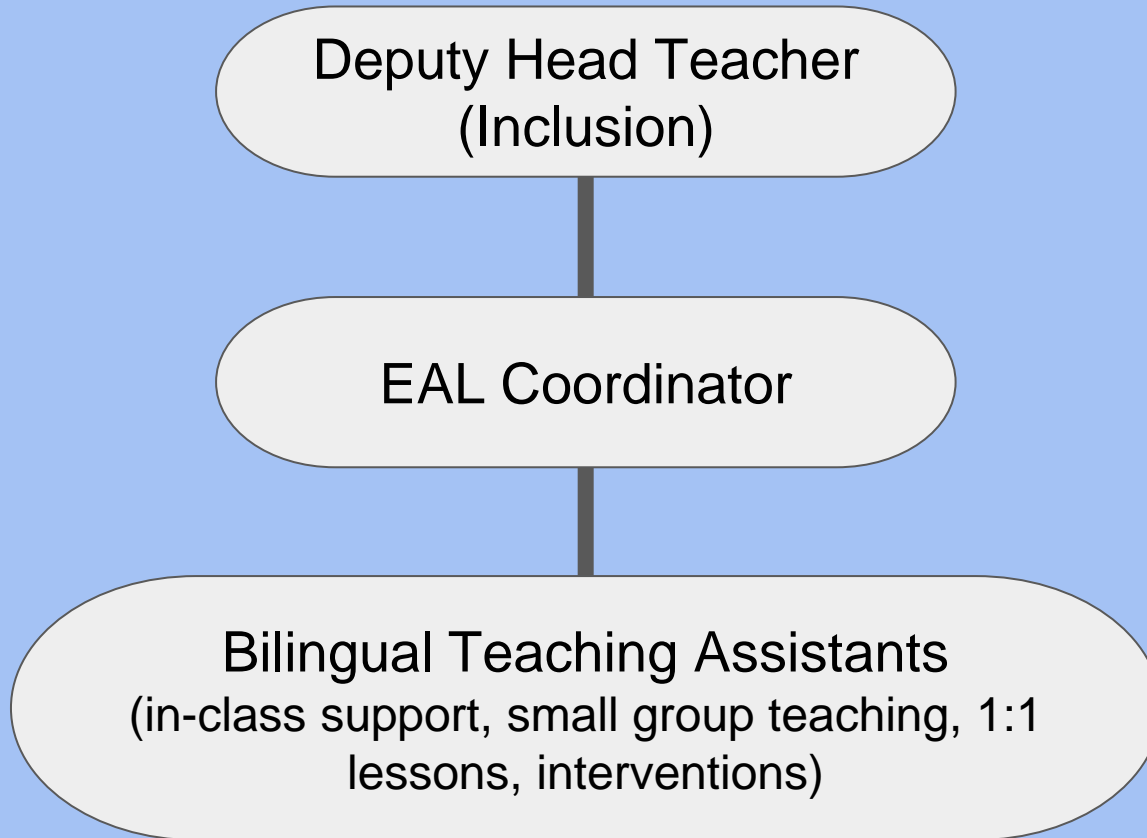 Deputy Head Teacher
(Inclusion)
EAL Coordinator
Bilingual Teaching Assistants
(in-class support, small group teaching, 1:1
lessons, interventions)